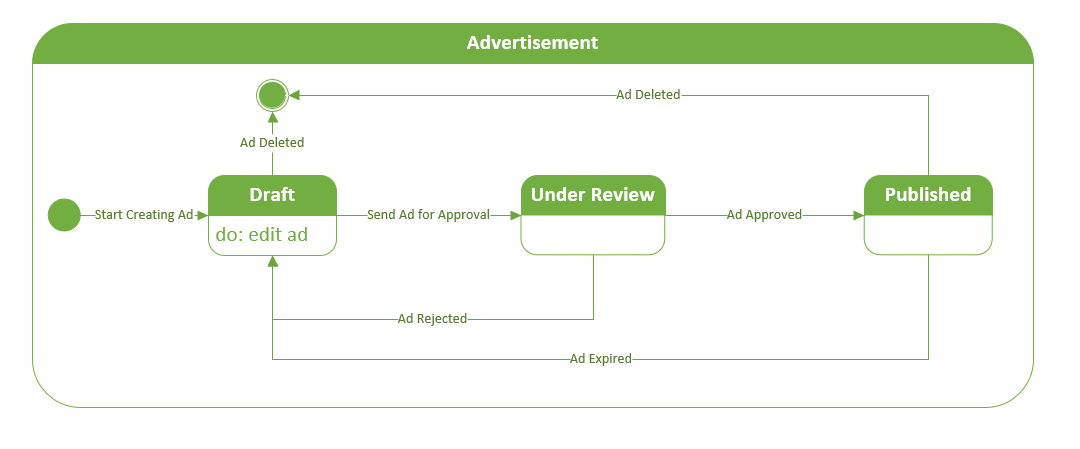 Advertisement
Ad Deleted
Ad Deleted
Draft
Under Review
Published
Start Creating Ad
Send Ad for Approval
Ad Approved
do: edit ad
Ad Rejected
Ad Expired